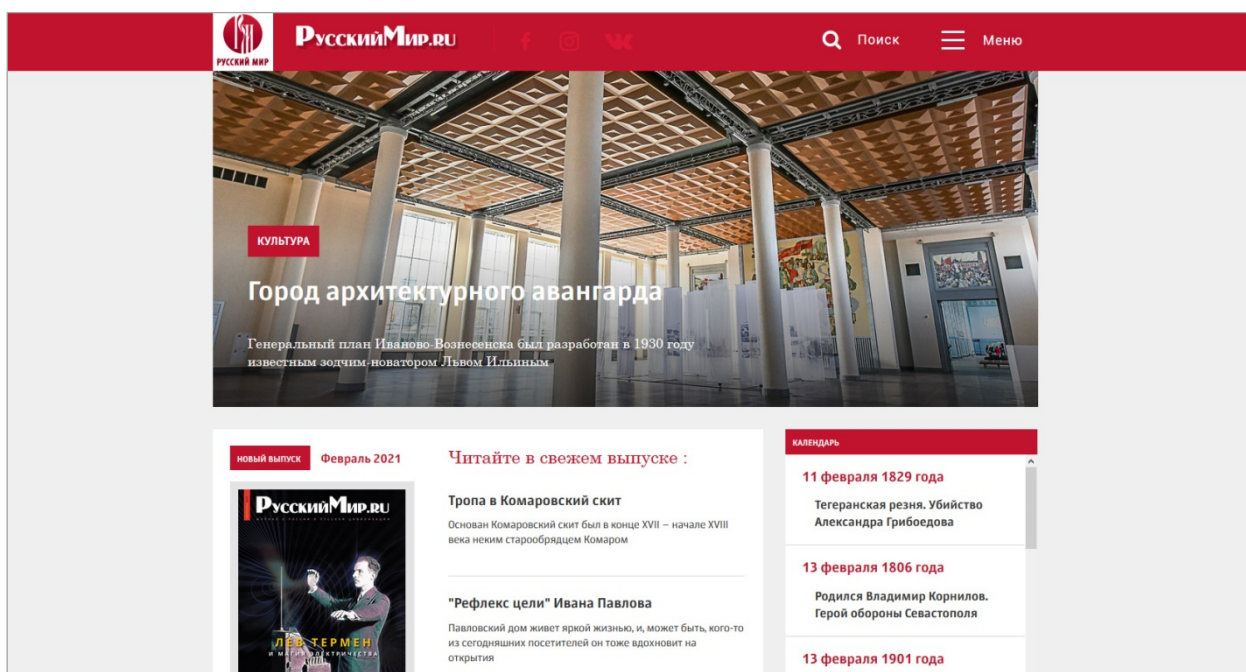 РУССКИЙ МИР
РусскийМир.ru
Поиск
Меню
КУЛЬТУРА
Город архитектурного авангарда
Генеральный план Иваново-Вознесенска был разработан в 1930 году
известным зодчим-новатором Львом Ильиным
НОВЫЙ ВЫПУСК
Февраль 2021
РусскийМир.ru
ЛЕВ ТЕРМЕН
И МАГИЯ ЭЛЕКТРИЧЕСТВА
Читайте в свежем выпуске :
Тропа в Комаровский скит
Основан Комаровский скит был в конце XVII – начале XVIII
века неким старообрядцем Комаром
"Рефлекс цели" Ивана Павлова
Павловский дом живет яркой жизнью, и, может быть, кого-то
из сегодняшних посетителей он тоже вдохновит на
открытия
КАЛЕНДАРЬ
11 февраля 1829 года
Тегеранская резня. Убийство
Александра Грибоедова
13 февраля 1806 года
Родился Владимир Корнилов.
Герой обороны Севастополя
13 февраля 1901 года